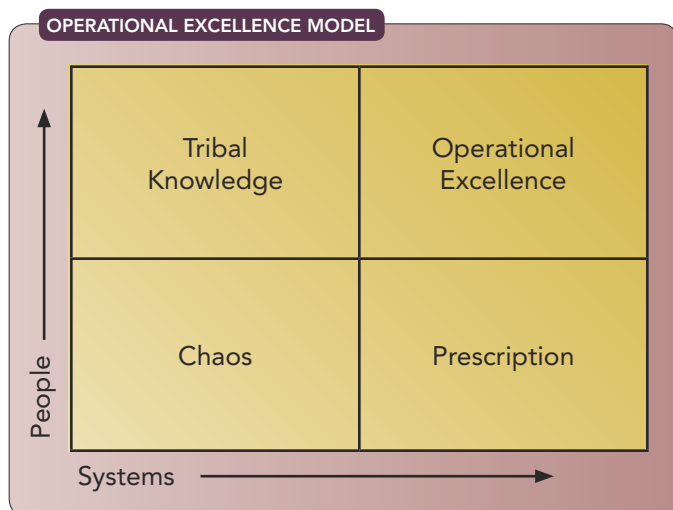 OPERATIONAL EXCELLENCE MODEL
Tribal
Knowledge
Operational
Excellence
Chaos
Prescription
People
Systems